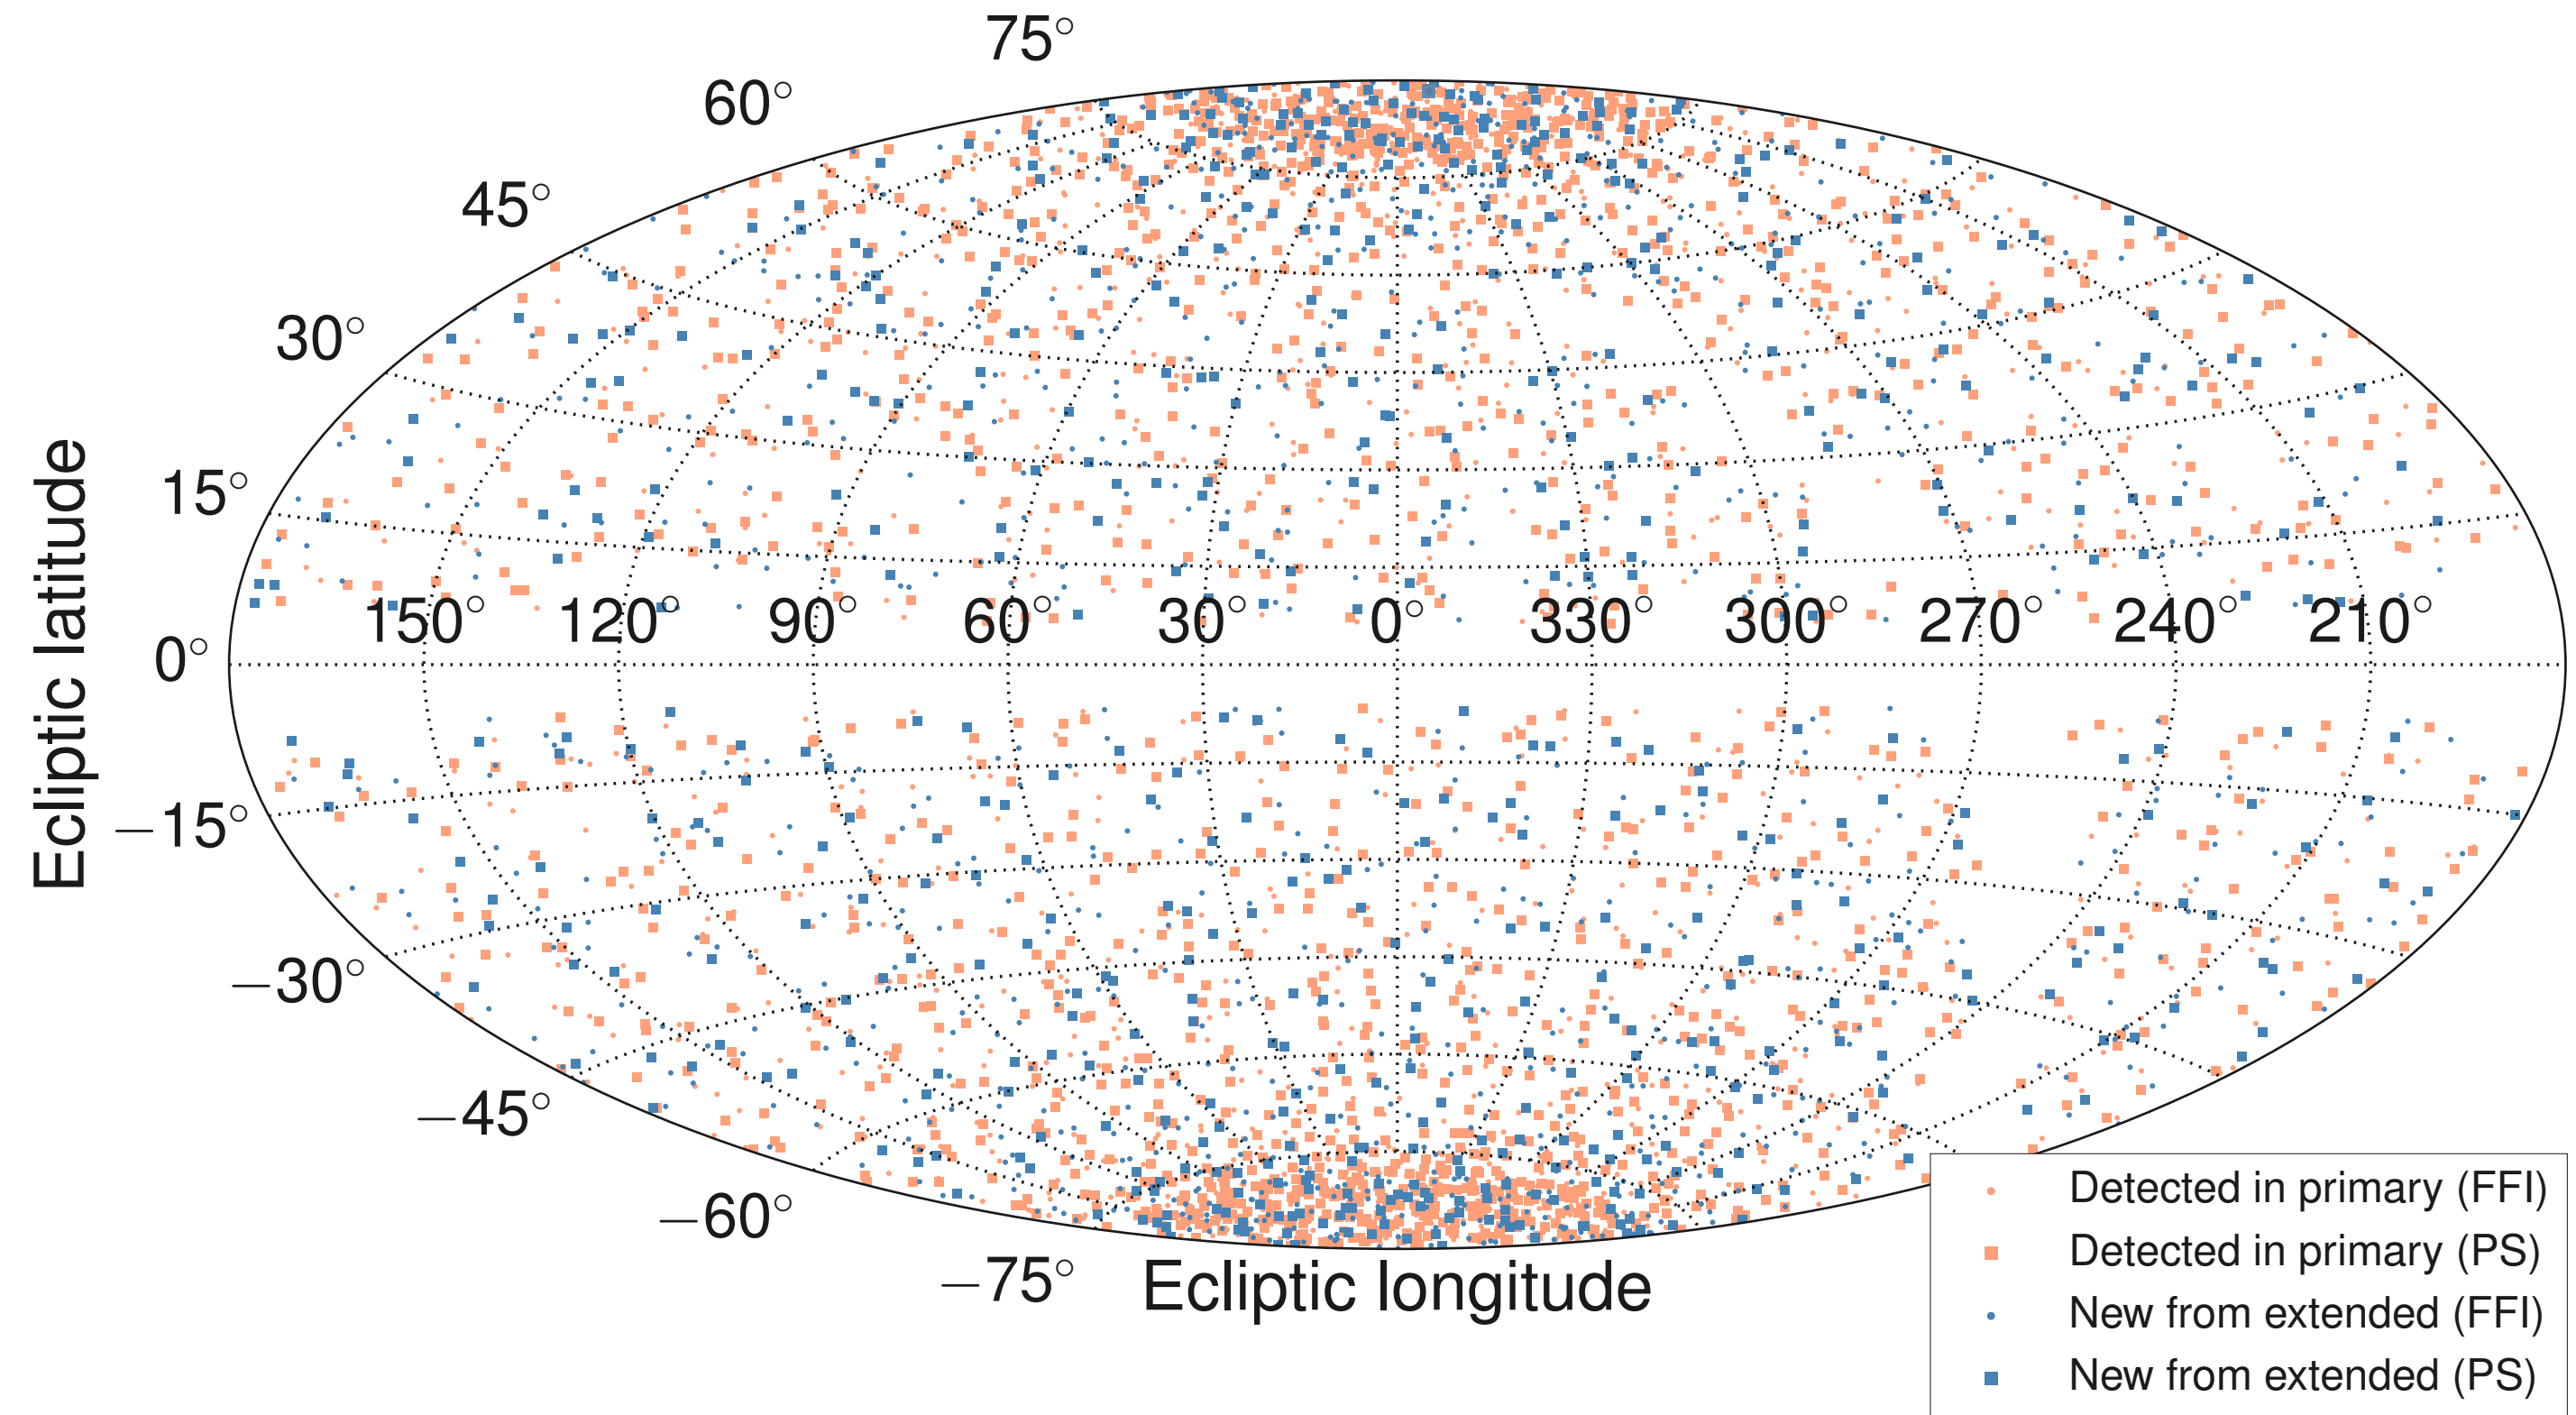 75°
60°
45°
30°
15°
150° 120° 90° 60° 30° 0° 330° 300° 270° 240° 210°
0°
−15°
−30°
−45°
−60°
−75°
Ecliptic latitude
Ecliptic longitude
Detected in primary (FFI)
Detected in primary (PS)
New from extended (FFI)
New from extended (PS)